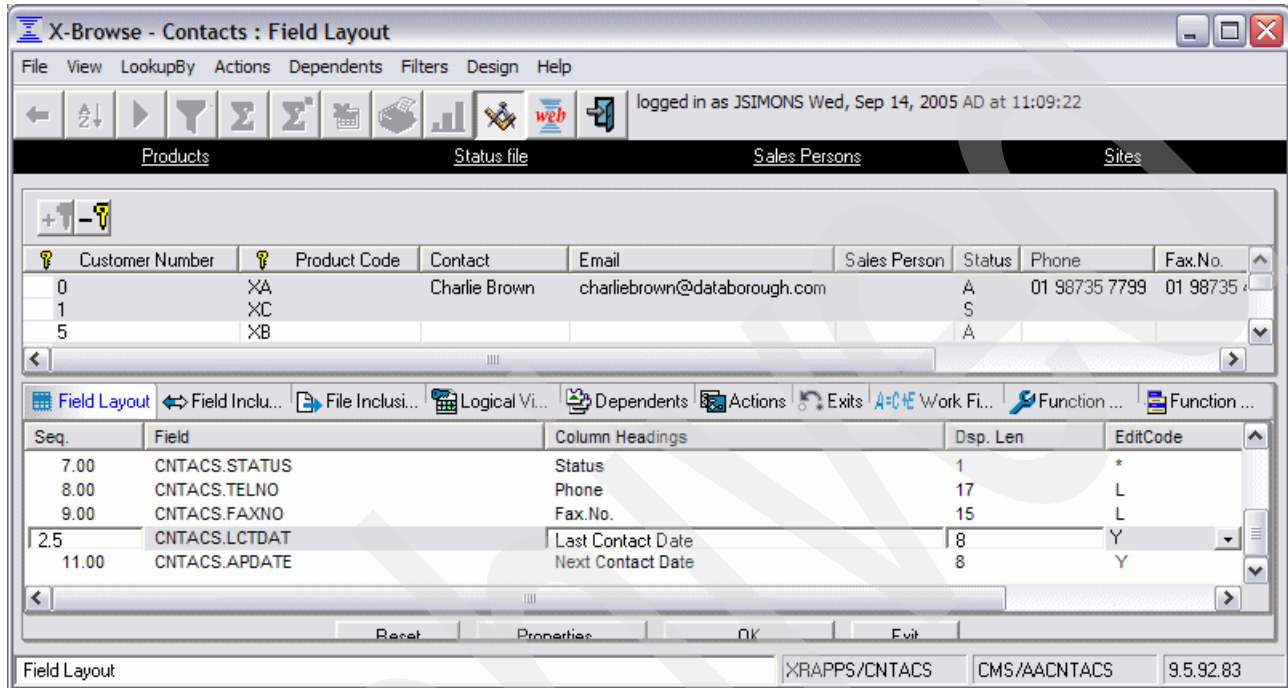 X-Browse - Contacts : Field Layout
File View LookupBy Actions Dependents Filters Design Help
web logged in as JSIMONS Wed, Sep 14, 2005 AD at 11:09:22
Products Status file Sales Persons Sites
Customer Number Product Code Contact Email Sales Person Status Phone Fax.No.
0 XA Charlie Brown charliebrown@databorough.com A 01 98735 7799 01 98735
1 XC S
5 XB A
Field Layout Field Inclu... File Inclusi... Logical Vi... Dependents Actions Exits A=C+E Work Fi... Function ... Function ...
Seq. Field Column Headings Dsp. Len EditCode
7.00 CNTACS.STATUS Status 1 *
8.00 CNTACS.TELNO Phone 17 L
9.00 CNTACS.FAXNO Fax.No. 15 L
2.5 CNTACS.LCTDAT Last Contact Date 8 Y
11.00 CNTACS.APDATE Next Contact Date 8 Y
Reset Properties OK Exit
Field Layout XRAPPS/CNTACS CMS/AACNTACS 9.5.92.83